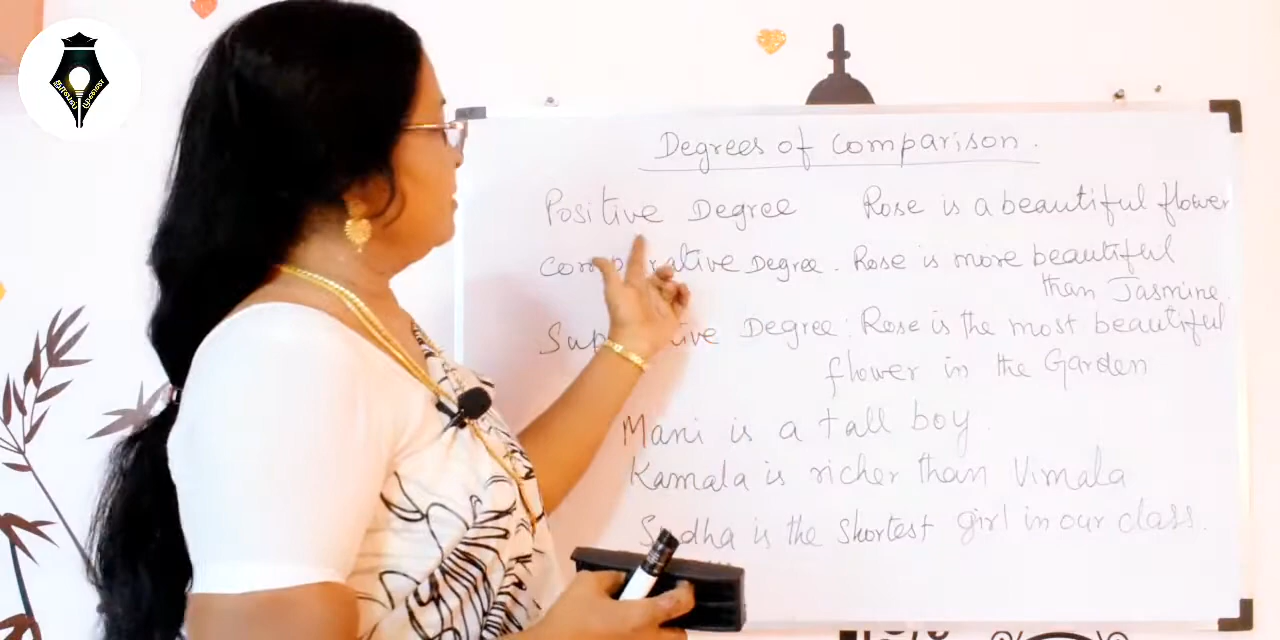 Degrees of Comparison.
Positive Degree Rose is a beautiful flower
Comparative Degree. Rose is more beautiful
than Jasmine.
Degree: Rose is the most beautiful
flower in the Garden
Mani is a tall boy.
Kamala is richer than Vimala
is the shortest girl in our class.